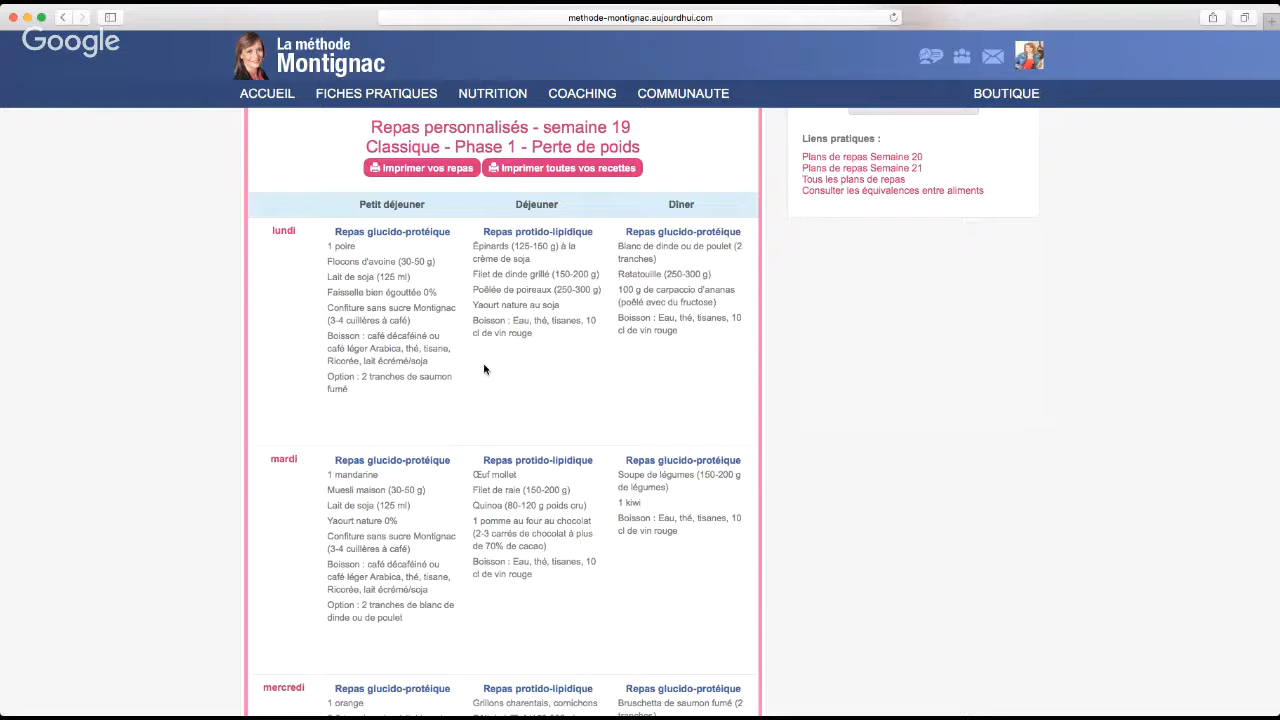 methode-montignac.aujourdhui.com
Google
La méthode
Montignac
ACCUEIL FICHES PRATIQUES NUTRITION COACHING COMMUNAUTE BOUTIQUE
Repas personnalisés - semaine 19
Classique - Phase 1 - Perte de poids
Imprimer vos repas Imprimer toutes vos recettes
Liens pratiques :
Plans de repas Semaine 20
Plans de repas Semaine 21
Tous les plans de repas
Consulter les équivalences entre aliments
Petit déjeuner Déjeuner Dîner
lundi
Repas glucido-protéique
1 poire
Flocons d'avoine (30-50 g)
Lait de soja (125 ml)
Faisselle bien égouttée 0%
Confiture sans sucre Montignac
(3-4 cuillères à café)
Boisson : café décaféiné ou
café léger Arabica, thé, tisane,
Ricorée, lait écrémé/soja
Option : 2 tranches de saumon
fumé
Repas protido-lipidique
Épinards (125-150 g) à la
crème de soja
Filet de dinde grillé (150-200 g)
Poêlée de poireaux (250-300 g)
Yaourt nature au soja
Boisson : Eau, thé, tisanes, 10
cl de vin rouge
Repas glucido-protéique
Blanc de dinde ou de poulet (2
tranches)
Ratatouille (250-300 g)
100 g de carpaccio d'ananas
(poêlé avec du fructose)
Boisson : Eau, thé, tisanes, 10
cl de vin rouge
mardi
Repas glucido-protéique
1 mandarine
Muesli maison (30-50 g)
Lait de soja (125 ml)
Yaourt nature 0%
Confiture sans sucre Montignac
(3-4 cuillères à café)
Boisson : café décaféiné ou
café léger Arabica, thé, tisane,
Ricorée, lait écrémé/soja
Option : 2 tranches de blanc de
dinde ou de poulet
Repas protido-lipidique
Œuf mollet
Filet de raie (150-200 g)
Quinoa (80-120 g poids cru)
1 pomme au four au chocolat
(2-3 carrés de chocolat à plus
de 70% de cacao)
Boisson : Eau, thé, tisanes, 10
cl de vin rouge
Repas glucido-protéique
Soupe de légumes (150-200 g
de légumes)
1 kiwi
Boisson : Eau, thé, tisanes, 10
cl de vin rouge
mercredi
Repas glucido-protéique
1 orange
Repas protido-lipidique
Grillons charentais, cornichons
Repas glucido-protéique
Bruschetta de saumon fumé (2
tranches)